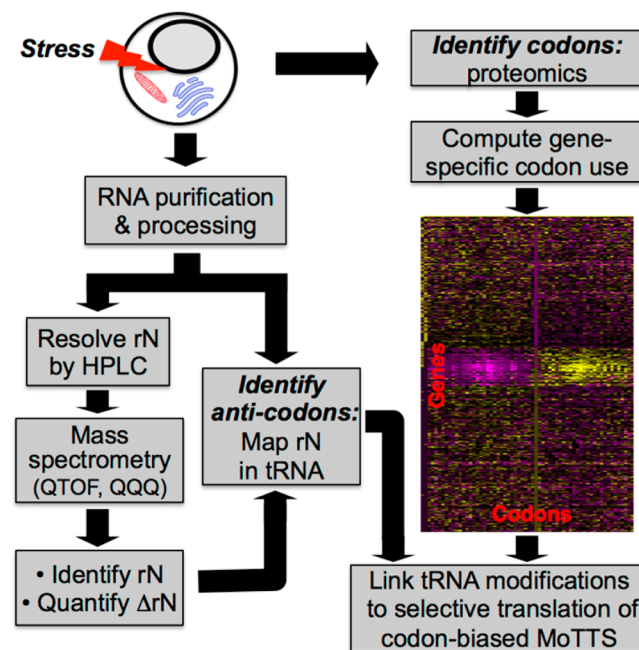 Stress
Identify codons:
proteomics
Compute gene-
specific codon use
RNA purification
& processing
Resolve rN
by HPLC
Identify
anti-codons:
Map rN
in tRNA
Genes
Codons
Mass
spectrometry
(QTOF, QQQ)
• Identify rN
• Quantify ΔrN
Link tRNA modifications
to selective translation of
codon-biased MoTTS